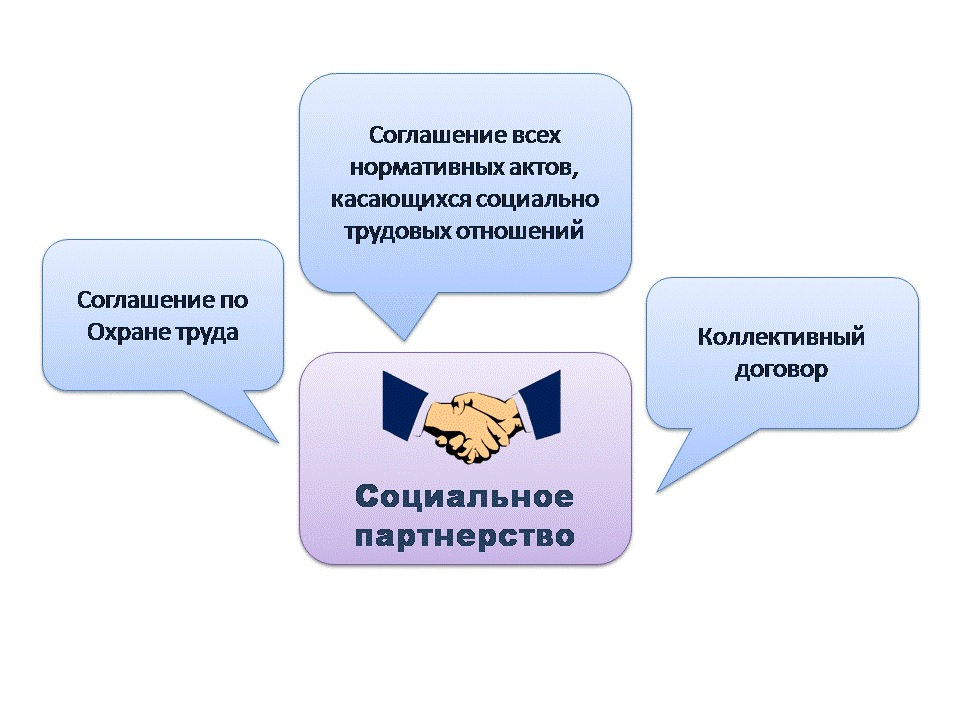 Соглашение всех
нормативных актов,
касающихся социально
трудовых отношений
Соглашение по
Охране труда
Коллективный
договор
Социальное
партнерство